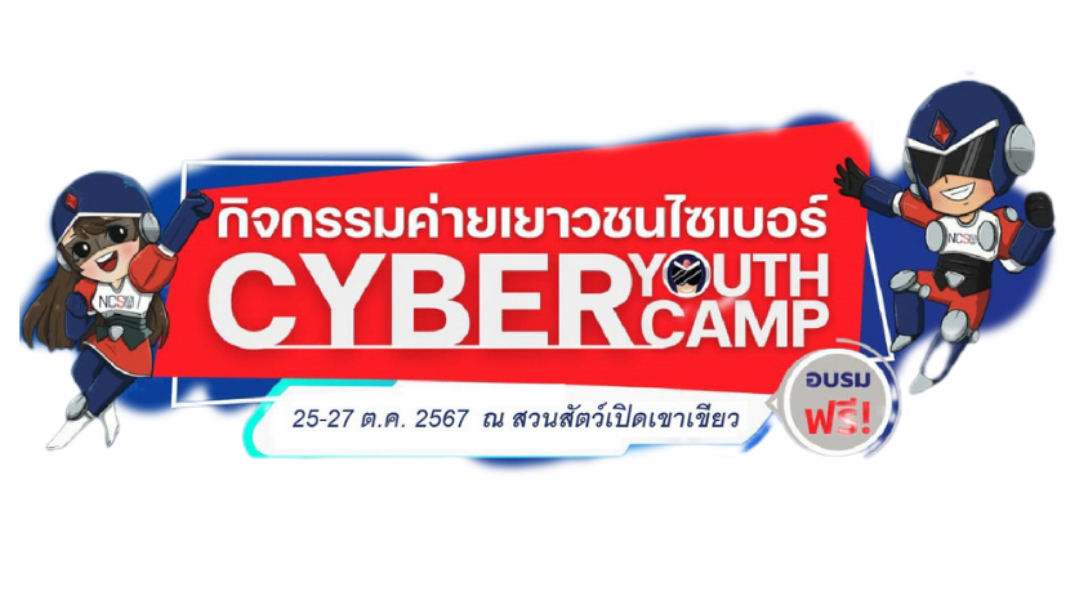 กิจกรรมค่ายเยาวชนไซเบอร์
CYBER YOUTH CAMP
25-27 ต.ค. 2567 ณ สวนสัตว์เปิดเขาเขียว
อบรม
ฟรี!
NCSA
NCSA